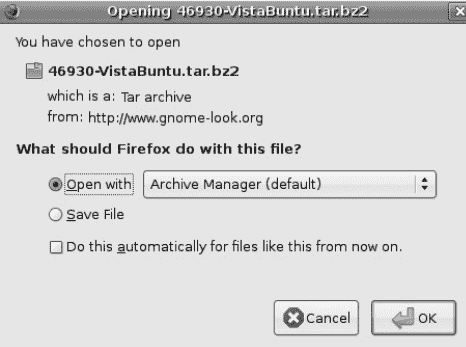 Opening 46930-VistaBuntu.tar.bz2
You have chosen to open
46930-VistaBuntu.tar.bz2
which is a: Tar archive
from: http://www.gnome-look.org
What should Firefox do with this file?
Open with Archive Manager (default)
Save File
Do this automatically for files like this from now on.
Cancel OK